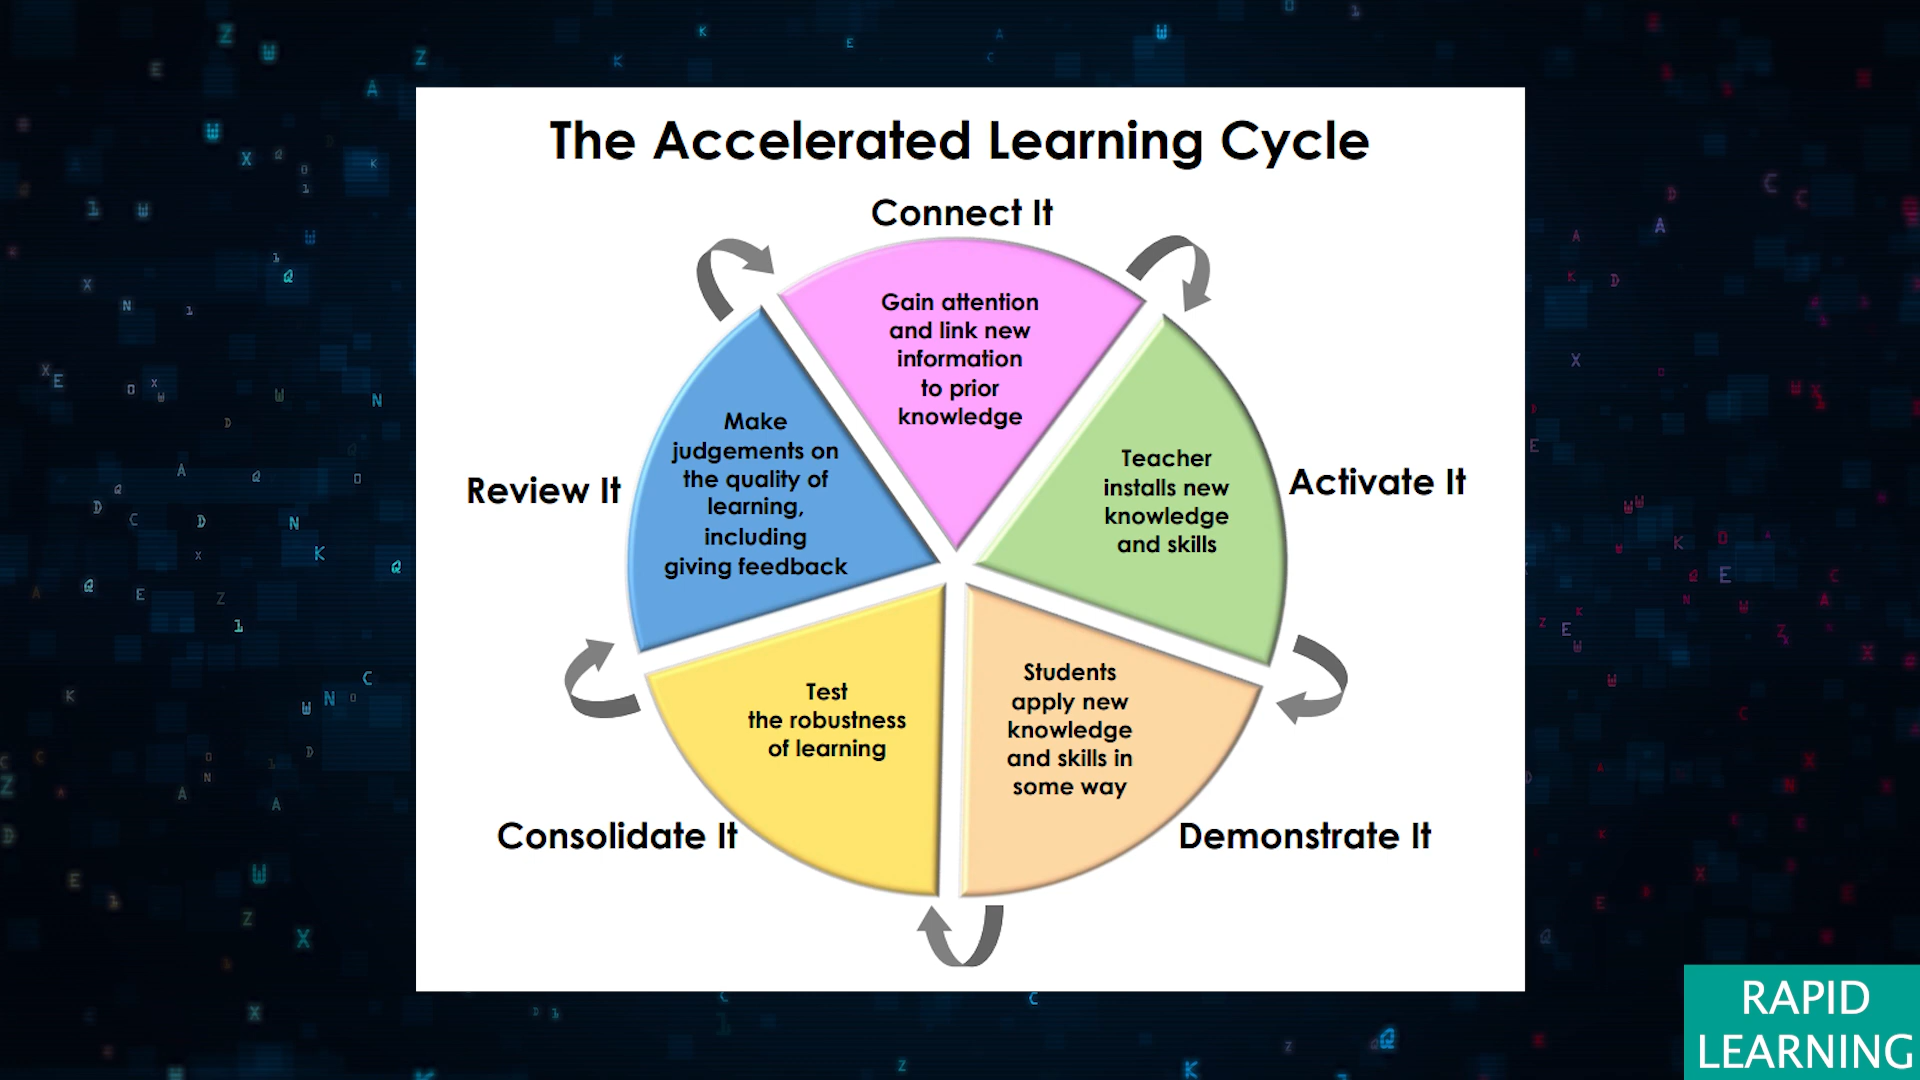 The Accelerated Learning Cycle
Connect It
Gain attention
and link new
information
to prior
knowledge
Activate It
Teacher
installs new
knowledge
and skills
Demonstrate It
Students
apply new
knowledge
and skills in
some way
Consolidate It
Test
the robustness
of learning
Review It
Make
judgements on
the quality of
learning,
including
giving feedback
RAPID
LEARNING